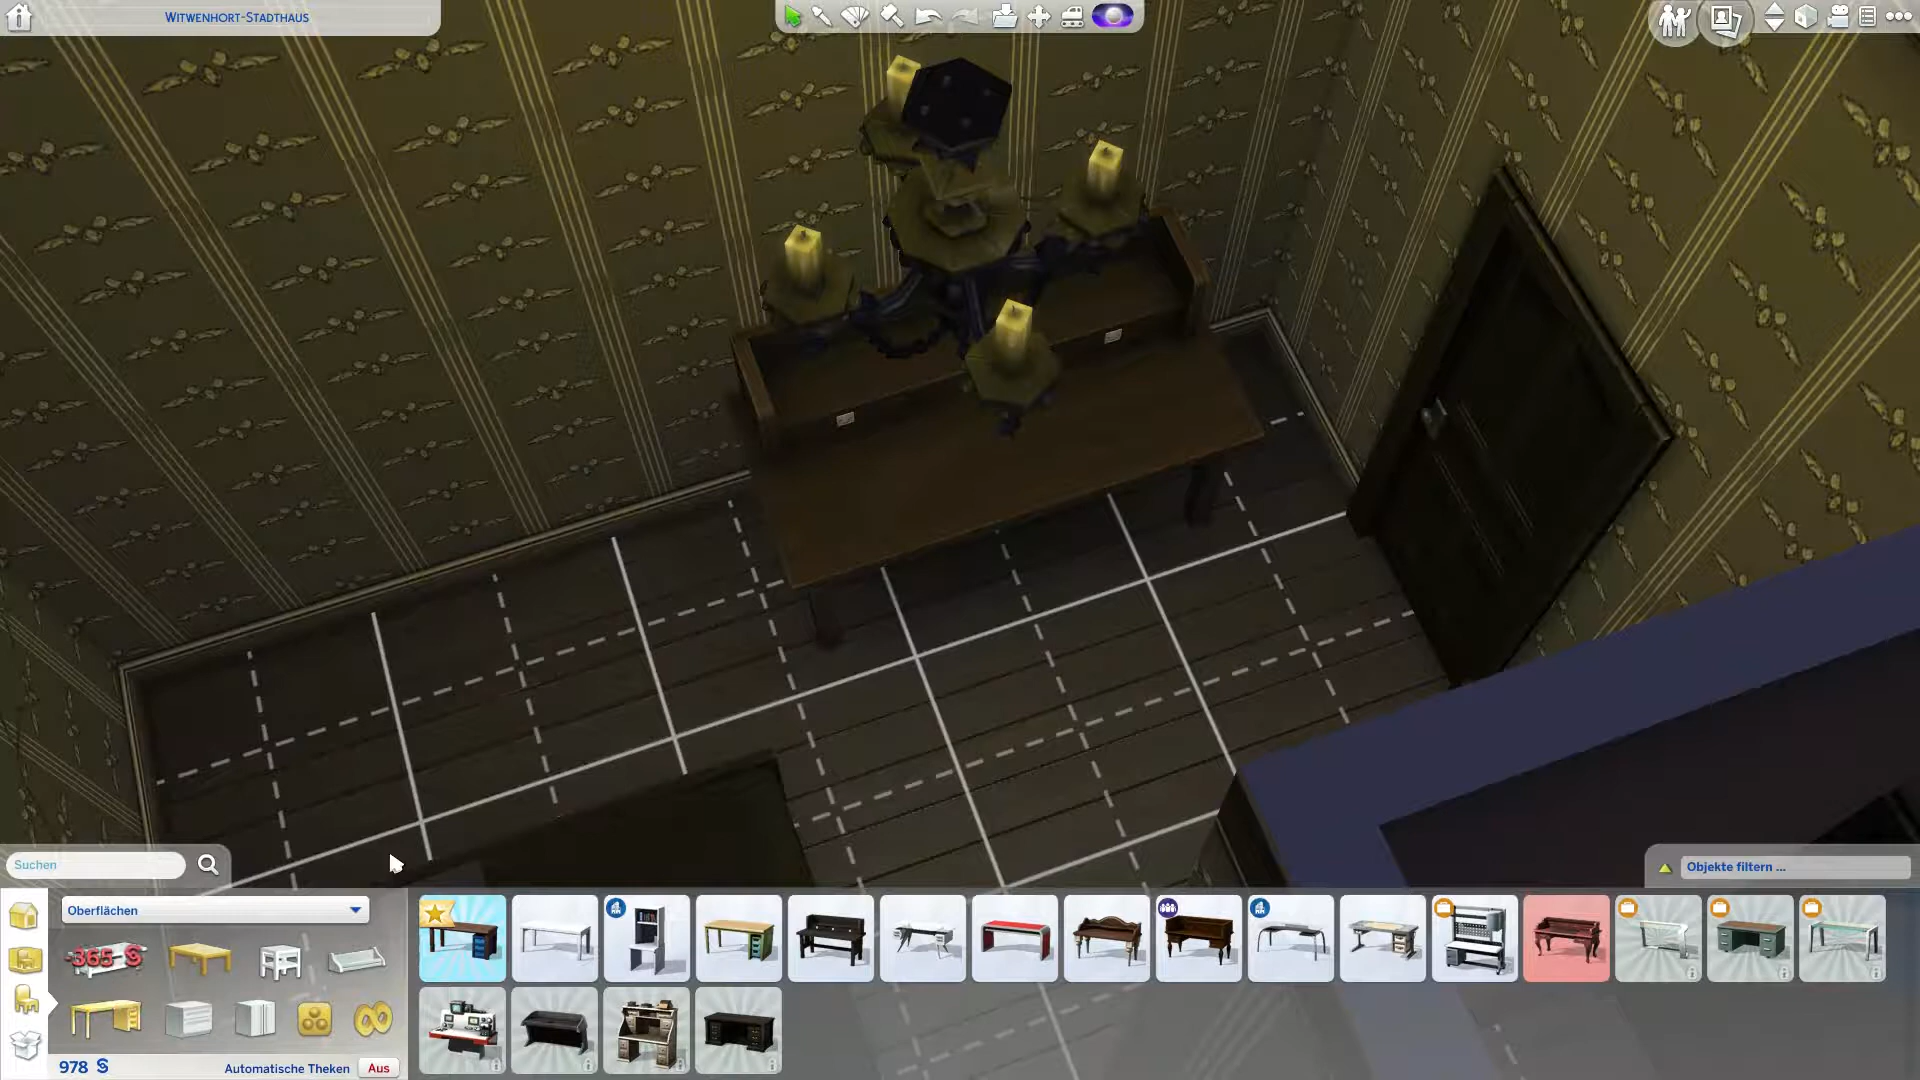 Witwenhort-Stadthaus
Suchen
Objekte filtern ...
Oberflächen
-365 §
978 §
Automatische Theken
Aus